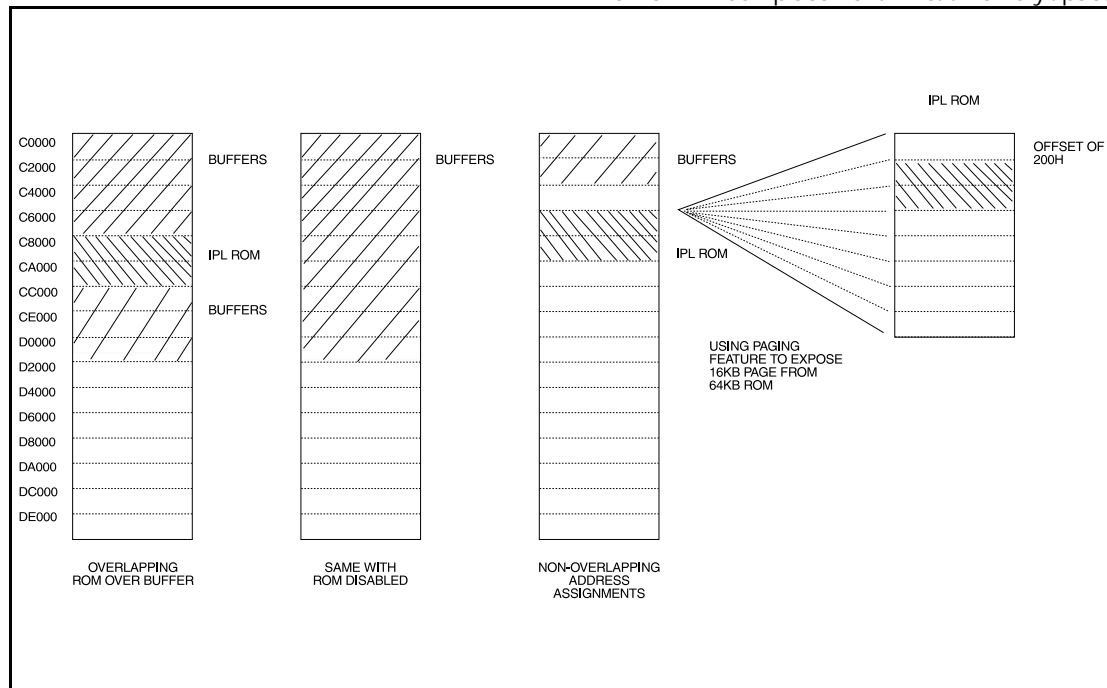 IPL ROM
C0000
C2000
C4000
C6000
C8000
CA000
CC000
CE000
D0000
D2000
D4000
D6000
D8000
DA000
DC000
DE000
BUFFERS
IPL ROM
BUFFERS
BUFFERS
BUFFERS
IPL ROM
OFFSET OF
200H
USING PAGING
FEATURE TO EXPOSE
16KB PAGE FROM
64KB ROM
OVERLAPPING
ROM OVER BUFFER
SAME WITH
ROM DISABLED
NON-OVERLAPPING
ADDRESS
ASSIGNMENTS